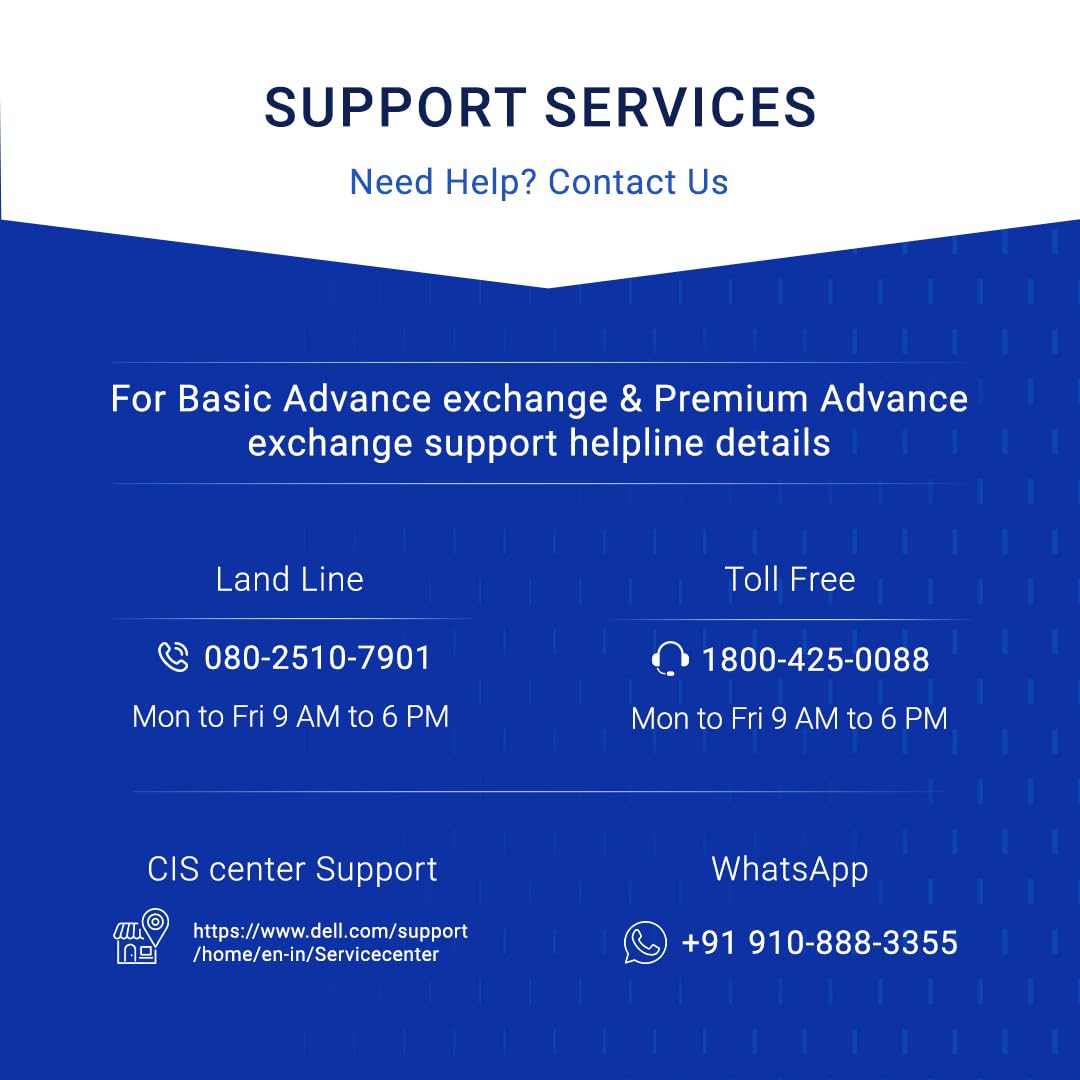 SUPPORT SERVICES
Need Help? Contact Us
For Basic Advance exchange & Premium Advance
exchange support helpline details
Land Line
080-2510-7901
Mon to Fri 9 AM to 6 PM
Toll Free
1800-425-0088
Mon to Fri 9 AM to 6 PM
CIS center Support
https://www.dell.com/support
/home/en-in/Servicecenter
WhatsApp
+91 910-888-3355